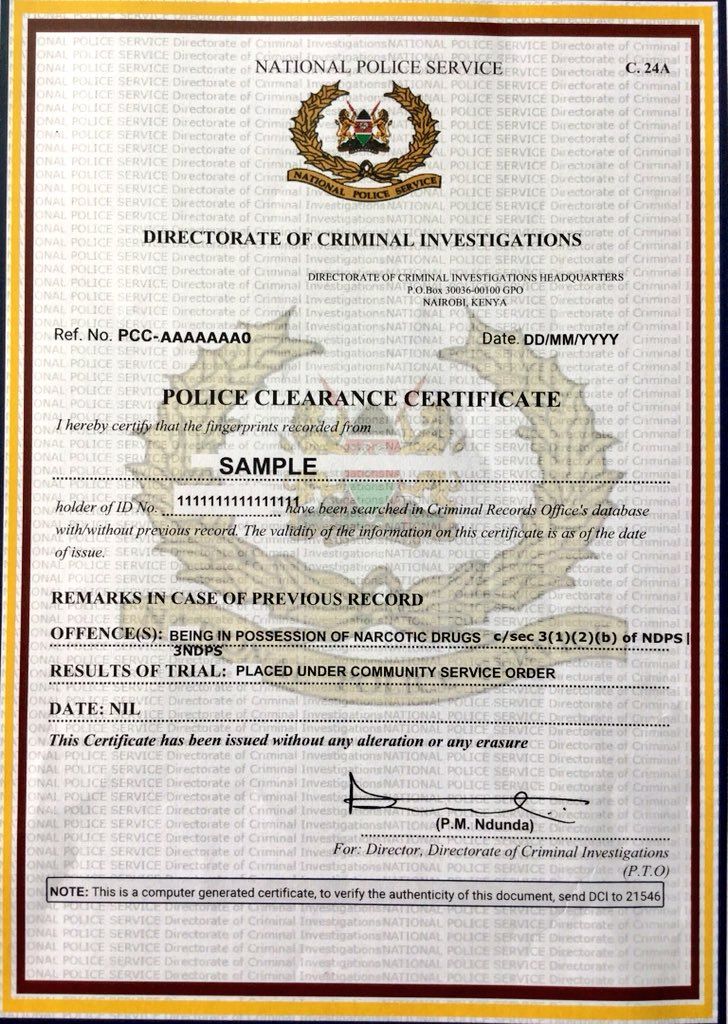 NATIONAL POLICE SERVICE
C. 24A
NATIONAL POLICE SERVICE
DIRECTORATE OF CRIMINAL INVESTIGATIONS
DIRECTORATE OF CRIMINAL INVESTIGATIONS HEADQUARTERS
P.O.Box 30036-00100 GPO
NAIROBI, KENYA
Ref. No. PCC-AAAAAAA0
Date. DD/MM/YYYY
POLICE CLEARANCE CERTIFICATE
I hereby certify that the fingerprints recorded from
SAMPLE
holder of ID No. 1111111111111111 have been searched in Criminal Records Office's database
with/without previous record. The validity of the information on this certificate is as of the date
of issue.
REMARKS IN CASE OF PREVIOUS RECORD
OFFENCE(S): BEING IN POSSESSION OF NARCOTIC DRUGS c/sec 3(1)(2)(b) of NDPS |
3NDPS
RESULTS OF TRIAL: PLACED UNDER COMMUNITY SERVICE ORDER
DATE: NIL
This Certificate has been issued without any alteration or any erasure
(P.M. Ndunda)
For: Director, Directorate of Criminal Investigations
(P.T.O)
NOTE: This is a computer generated certificate, to verify the authenticity of this document, send DCI to 21546